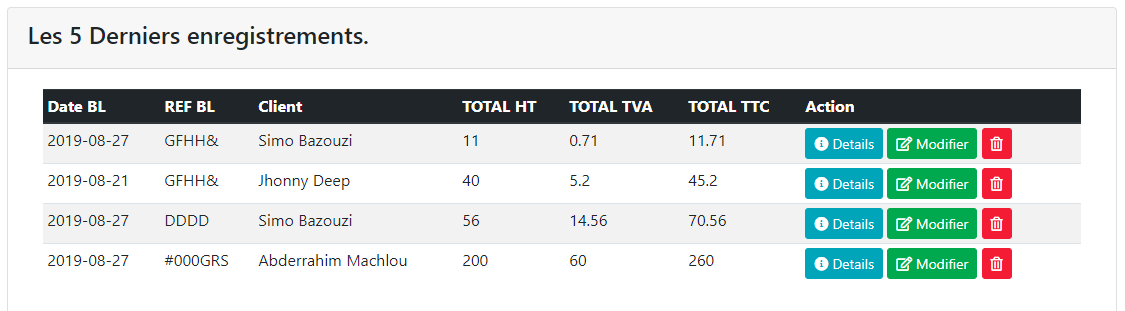 Les 5 Derniers enregistrements.
Date BL REF BL Client TOTAL HT TOTAL TVA TOTAL TTC Action
2019-08-27 GFHH& Simo Bazouzi 11 0.71 11.71 Details Modifier
2019-08-21 GFHH& Jhonny Deep 40 5.2 45.2 Details Modifier
2019-08-27 DDDD Simo Bazouzi 56 14.56 70.56 Details Modifier
2019-08-27 #000GRS Abderrahim Machlou 200 60 260 Details Modifier